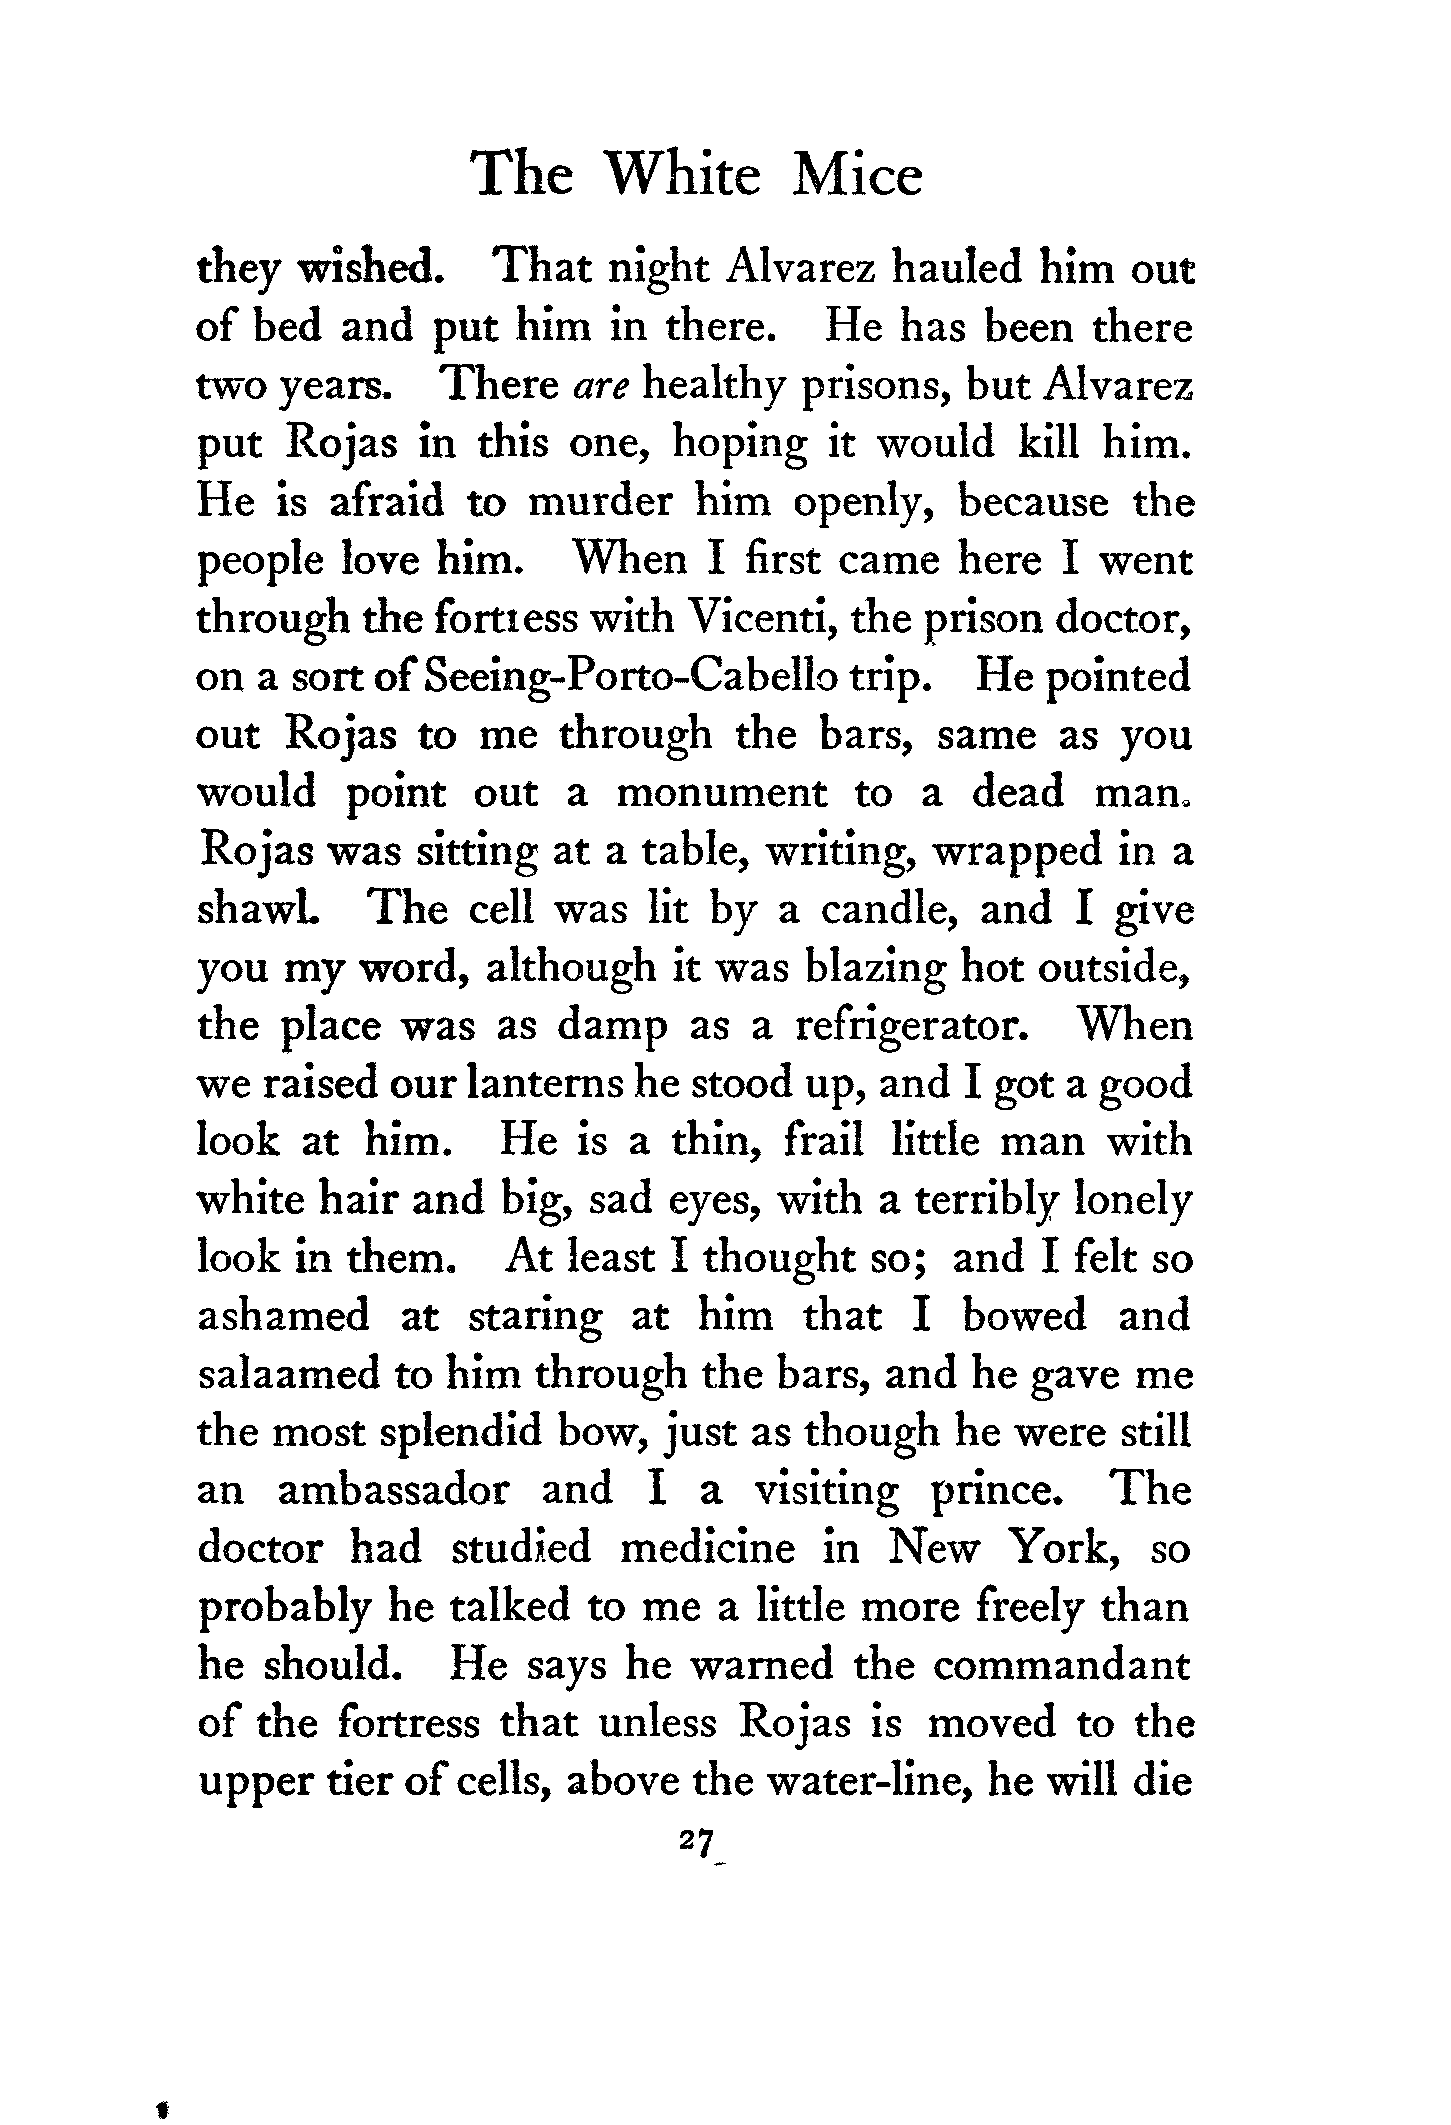 The White Mice
they wished. That night Alvarez hauled him out
of bed and put him in there. He has been there
two years. There are healthy prisons, but Alvarez
put Rojas in this one, hoping it would kill him.
He is afraid to murder him openly, because the
people love him. When I first came here I went
through the fortress with Vicenti, the prison doctor,
on a sort of Seeing-Porto-Cabello trip. He pointed
out Rojas to me through the bars, same as you
would point out a monument to a dead man.
Rojas was sitting at a table, writing, wrapped in a
shawl. The cell was lit by a candle, and I give
you my word, although it was blazing hot outside,
the place was as damp as a refrigerator. When
we raised our lanterns he stood up, and I got a good
look at him. He is a thin, frail little man with
white hair and big, sad eyes, with a terribly lonely
look in them. At least I thought so; and I felt so
ashamed at staring at him that I bowed and
salaamed to him through the bars, and he gave me
the most splendid bow, just as though he were still
an ambassador and I a visiting prince. The
doctor had studied medicine in New York, so
probably he talked to me a little more freely than
he should. He says he warned the commandant
of the fortress that unless Rojas is moved to the
upper tier of cells, above the water-line, he will die
27